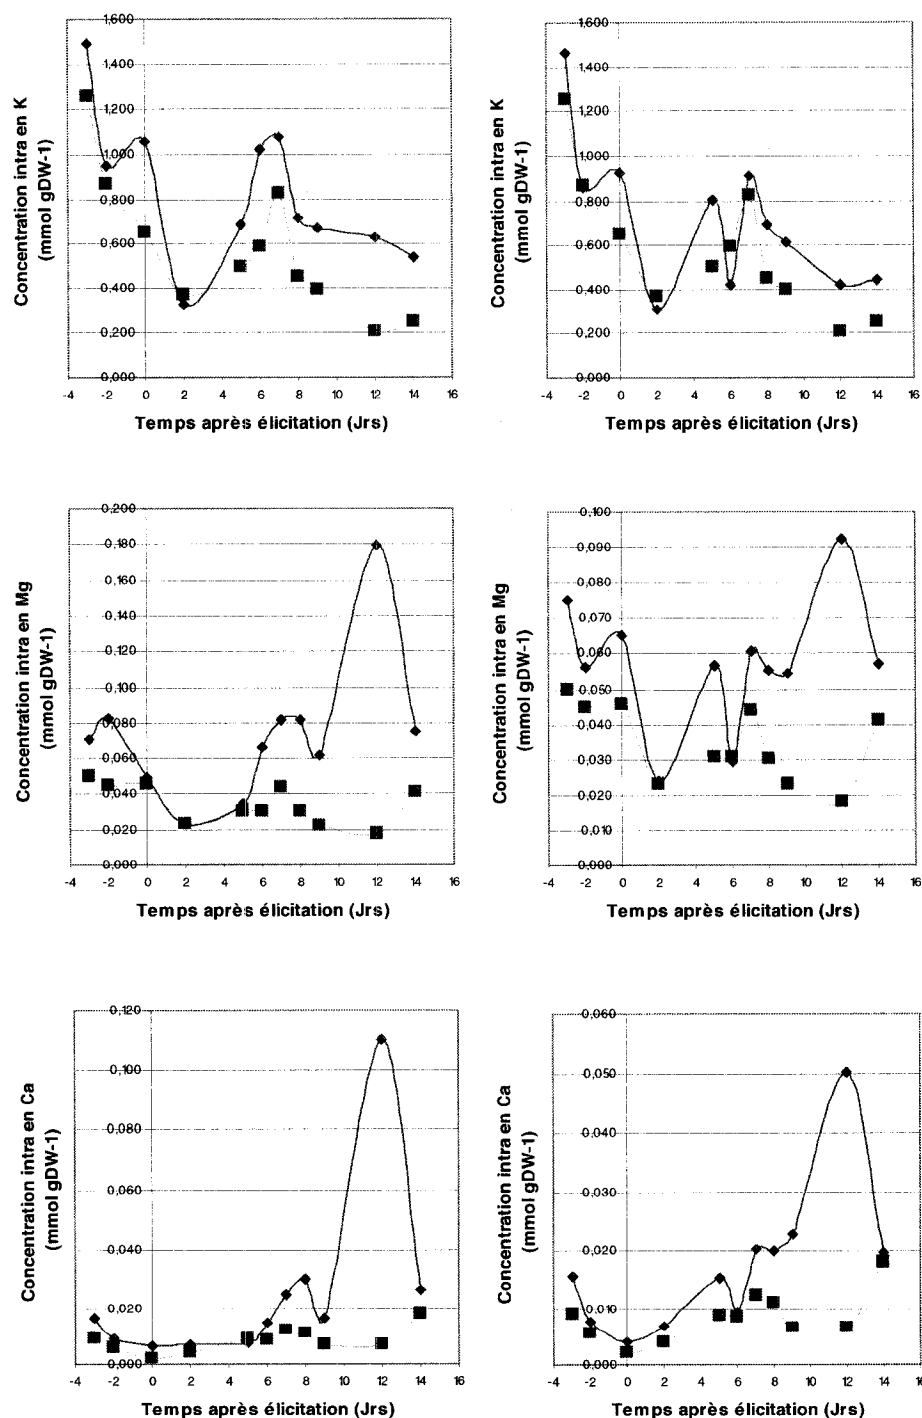 Concentration intra en K
(mmol gDW-1)
1,600
1,400
1,200
1,000
0,800
0,600
0,400
0,200
0,000
-4 -2 0 2 4 6 8 10 12 14 16
Temps après élicitation (Jrs)
Concentration intra en K
(mmol gDW-1)
1,600
1,400
1,200
1,000
0,800
0,600
0,400
0,200
0,000
-4 -2 0 2 4 6 8 10 12 14 16
Temps après élicitation (Jrs)
Concentration intra en Mg
(mmol gDW-1)
0,200
0,180
0,160
0,140
0,120
0,100
0,080
0,060
0,040
0,020
0,000
-4 -2 0 2 4 6 8 10 12 14 16
Temps après élicitation (Jrs)
Concentration intra en Mg
(mmol gDW-1)
0,100
0,090
0,080
0,070
0,060
0,050
0,040
0,030
0,020
0,010
0,000
-4 -2 0 2 4 6 8 10 12 14 16
Temps après élicitation (Jrs)
Concentration intra en Ca
(mmol gDW-1)
0,120
0,100
0,080
0,060
0,040
0,020
0,000
-4 -2 0 2 4 6 8 10 12 14 16
Temps après élicitation (Jrs)
Concentration intra en Ca
(mmol gDW-1)
0,060
0,050
0,040
0,030
0,020
0,010
0,000
-4 -2 0 2 4 6 8 10 12 14 16
Temps après élicitation (Jrs)